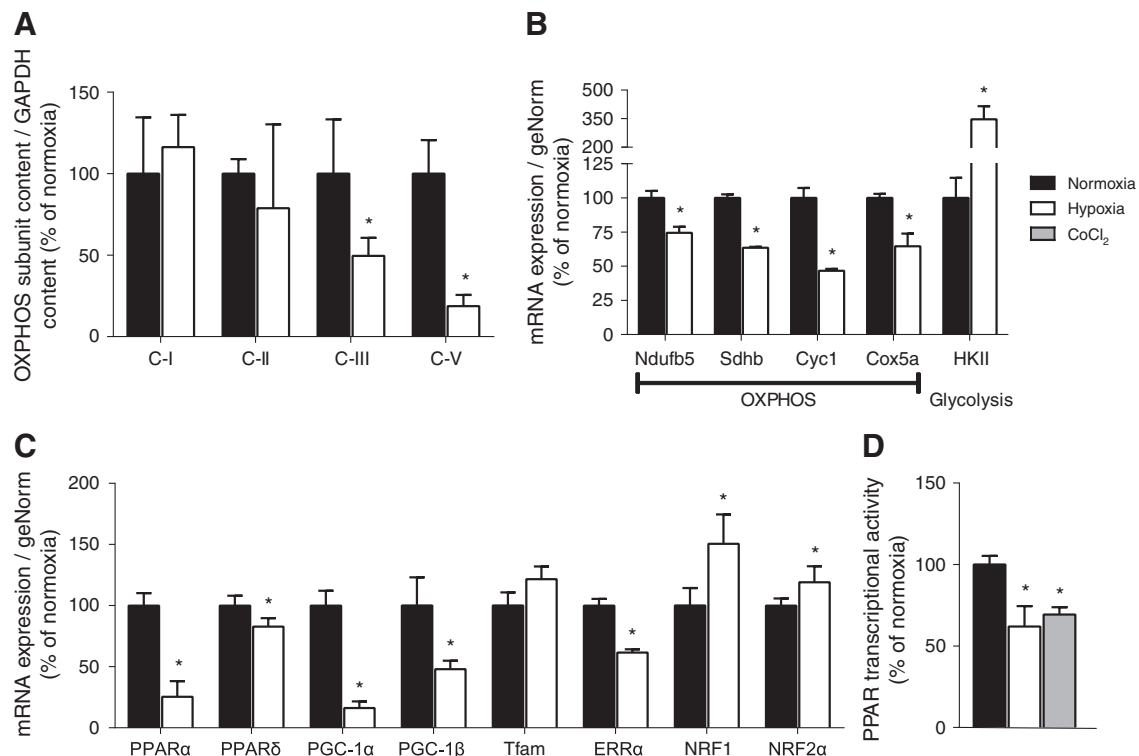 A
OXPHOS subunit content / GAPDH
content (% of normoxia)
150
100
50
0
*
*
C-I C-II C-III C-V
B
mRNA expression / geNorm
(% of normoxia)
500
350
200
125
100
75
50
25
0
*
*
*
*
*
Ndufb5 Sdhb Cyc1 Cox5a HKII
OXPHOS Glycolysis
Normoxia
Hypoxia
CoCl₂
C
mRNA expression / geNorm
(% of normoxia)
200
150
100
50
0
*
*
*
*
*
*
*
PPARα PPARδ PGC-1α PGC-1β Tfam ERRα NRF1 NRF2α
D
PPAR transcriptional activity
(% of normoxia)
150
100
50
0
* *